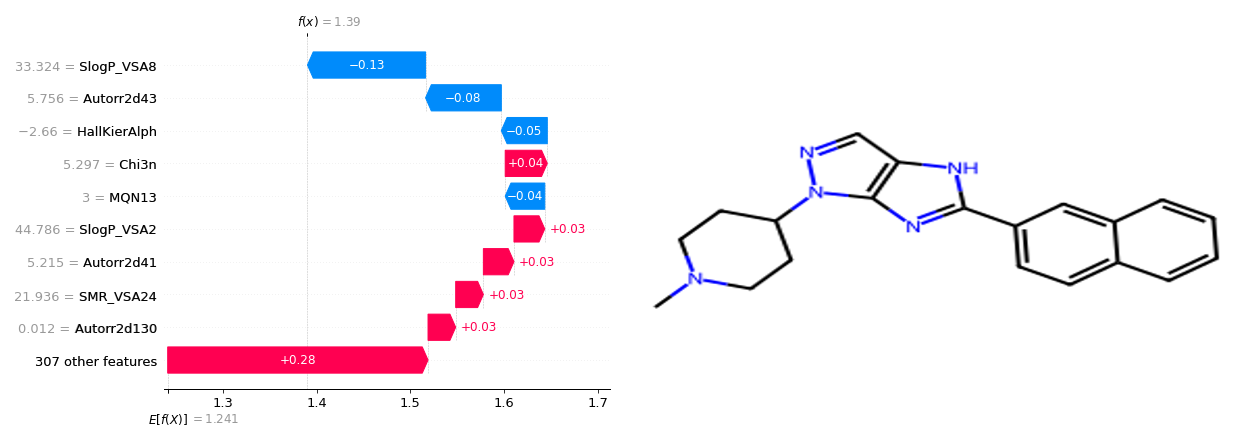 f(x) = 1.39
33.324 = SlogP_VSA8
−0.13
5.756 = Autorr2d43
−0.08
−2.66 = HallKierAlph
−0.05
5.297 = Chi3n
+0.04
3 = MQN13
−0.04
44.786 = SlogP_VSA2
+0.03
5.215 = Autorr2d41
+0.03
21.936 = SMR_VSA24
+0.03
0.012 = Autorr2d130
+0.03
307 other features
+0.28
1.3 1.4 1.5 1.6 1.7
E[f(X)] = 1.241
N
NH
N
N
N